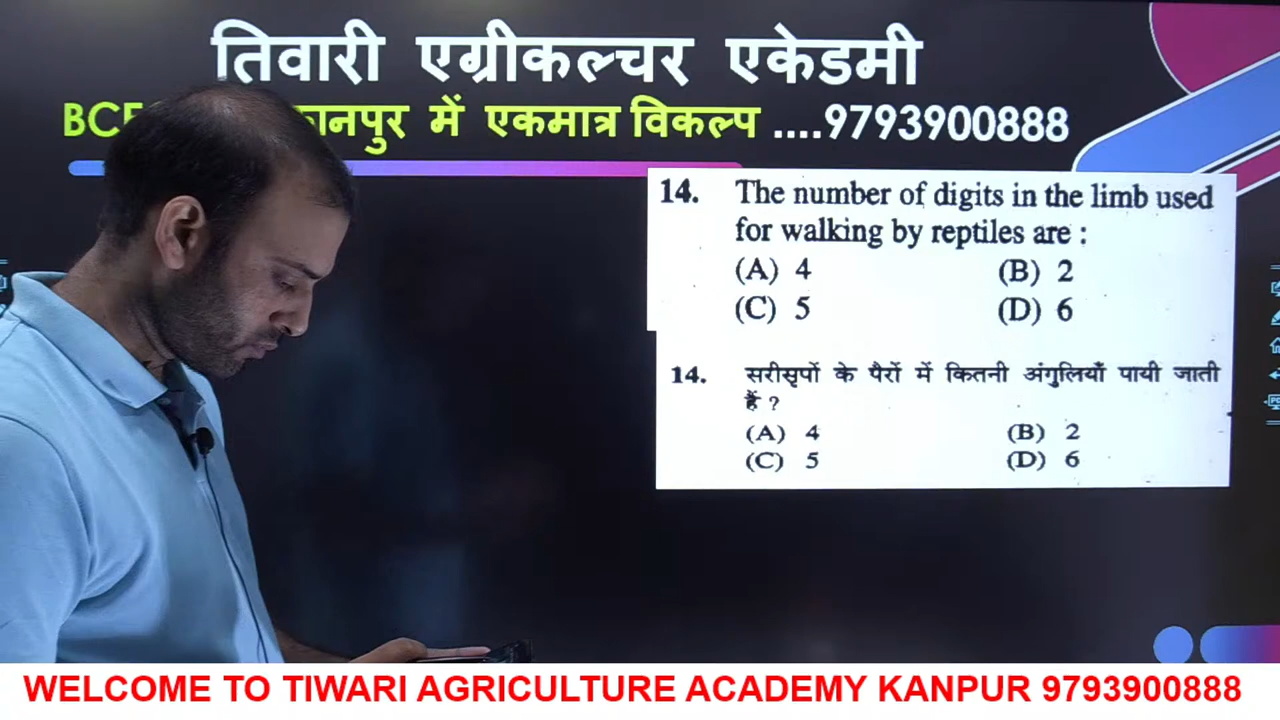 तिवारी एग्रीकल्चर एकेडमी
में एकमात्र विकल्प ....9793900888
14. The number of digits in the limb used
for walking by reptiles are :
(A) 4 (B) 2
(C) 5 (D) 6
14. सरीसृपों के पैरों में कितनी अंगुलियाँ पायी जाती
हैं ?
(A) 4 (B) 2
(C) 5 (D) 6
WELCOME TO TIWARI AGRICULTURE ACADEMY KANPUR 9793900888